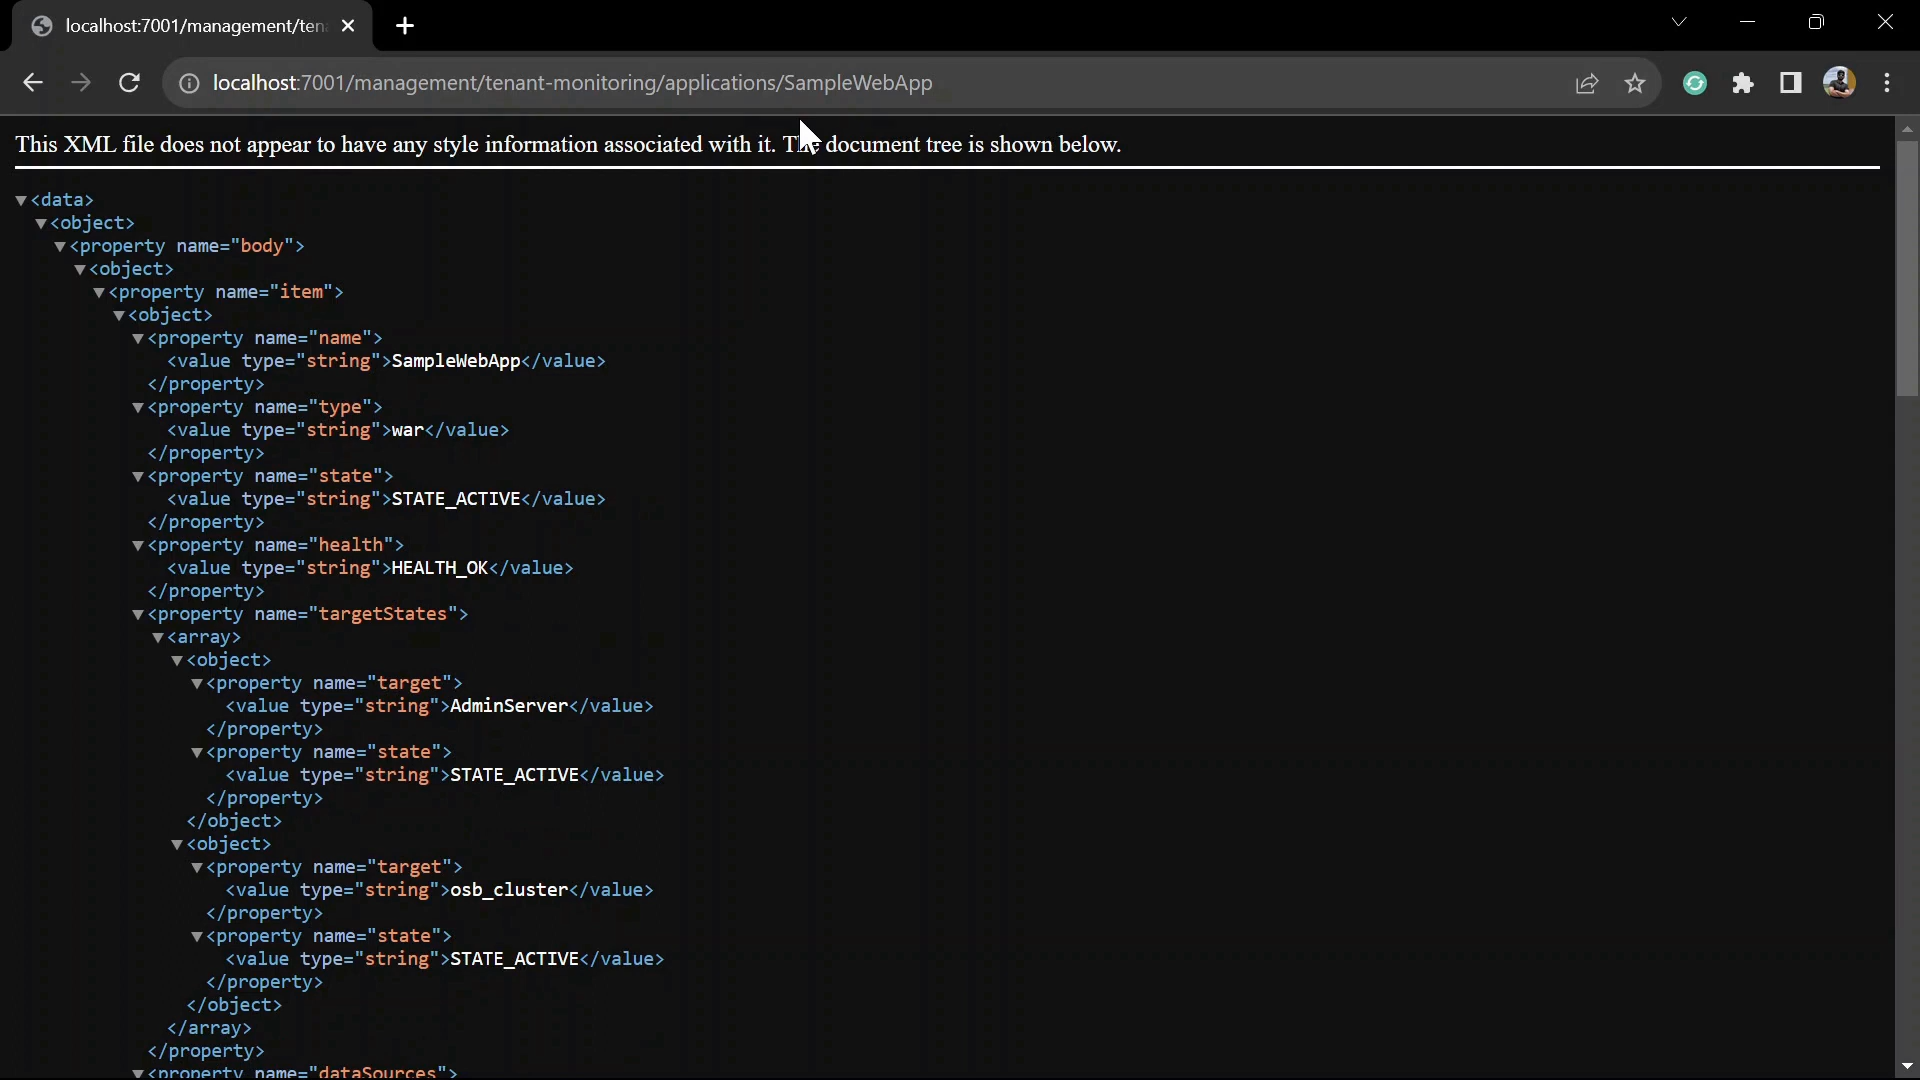 localhost:7001/management/ten
localhost:7001/management/tenant-monitoring/applications/SampleWebApp
This XML file does not appear to have any style information associated with it. The document tree is shown below.
▼<data>
▼<object>
▼<property name="body">
▼<object>
▼<property name="item">
▼<object>
▼<property name="name">
<value type="string">SampleWebApp</value>
</property>
▼<property name="type">
<value type="string">war</value>
</property>
▼<property name="state">
<value type="string">STATE_ACTIVE</value>
</property>
▼<property name="health">
<value type="string">HEALTH_OK</value>
</property>
▼<property name="targetStates">
▼<array>
▼<object>
▼<property name="target">
<value type="string">AdminServer</value>
</property>
▼<property name="state">
<value type="string">STATE_ACTIVE</value>
</property>
</object>
▼<object>
▼<property name="target">
<value type="string">osb_cluster</value>
</property>
▼<property name="state">
<value type="string">STATE_ACTIVE</value>
</property>
</object>
</array>
</property>
▼<property name="dataSources">